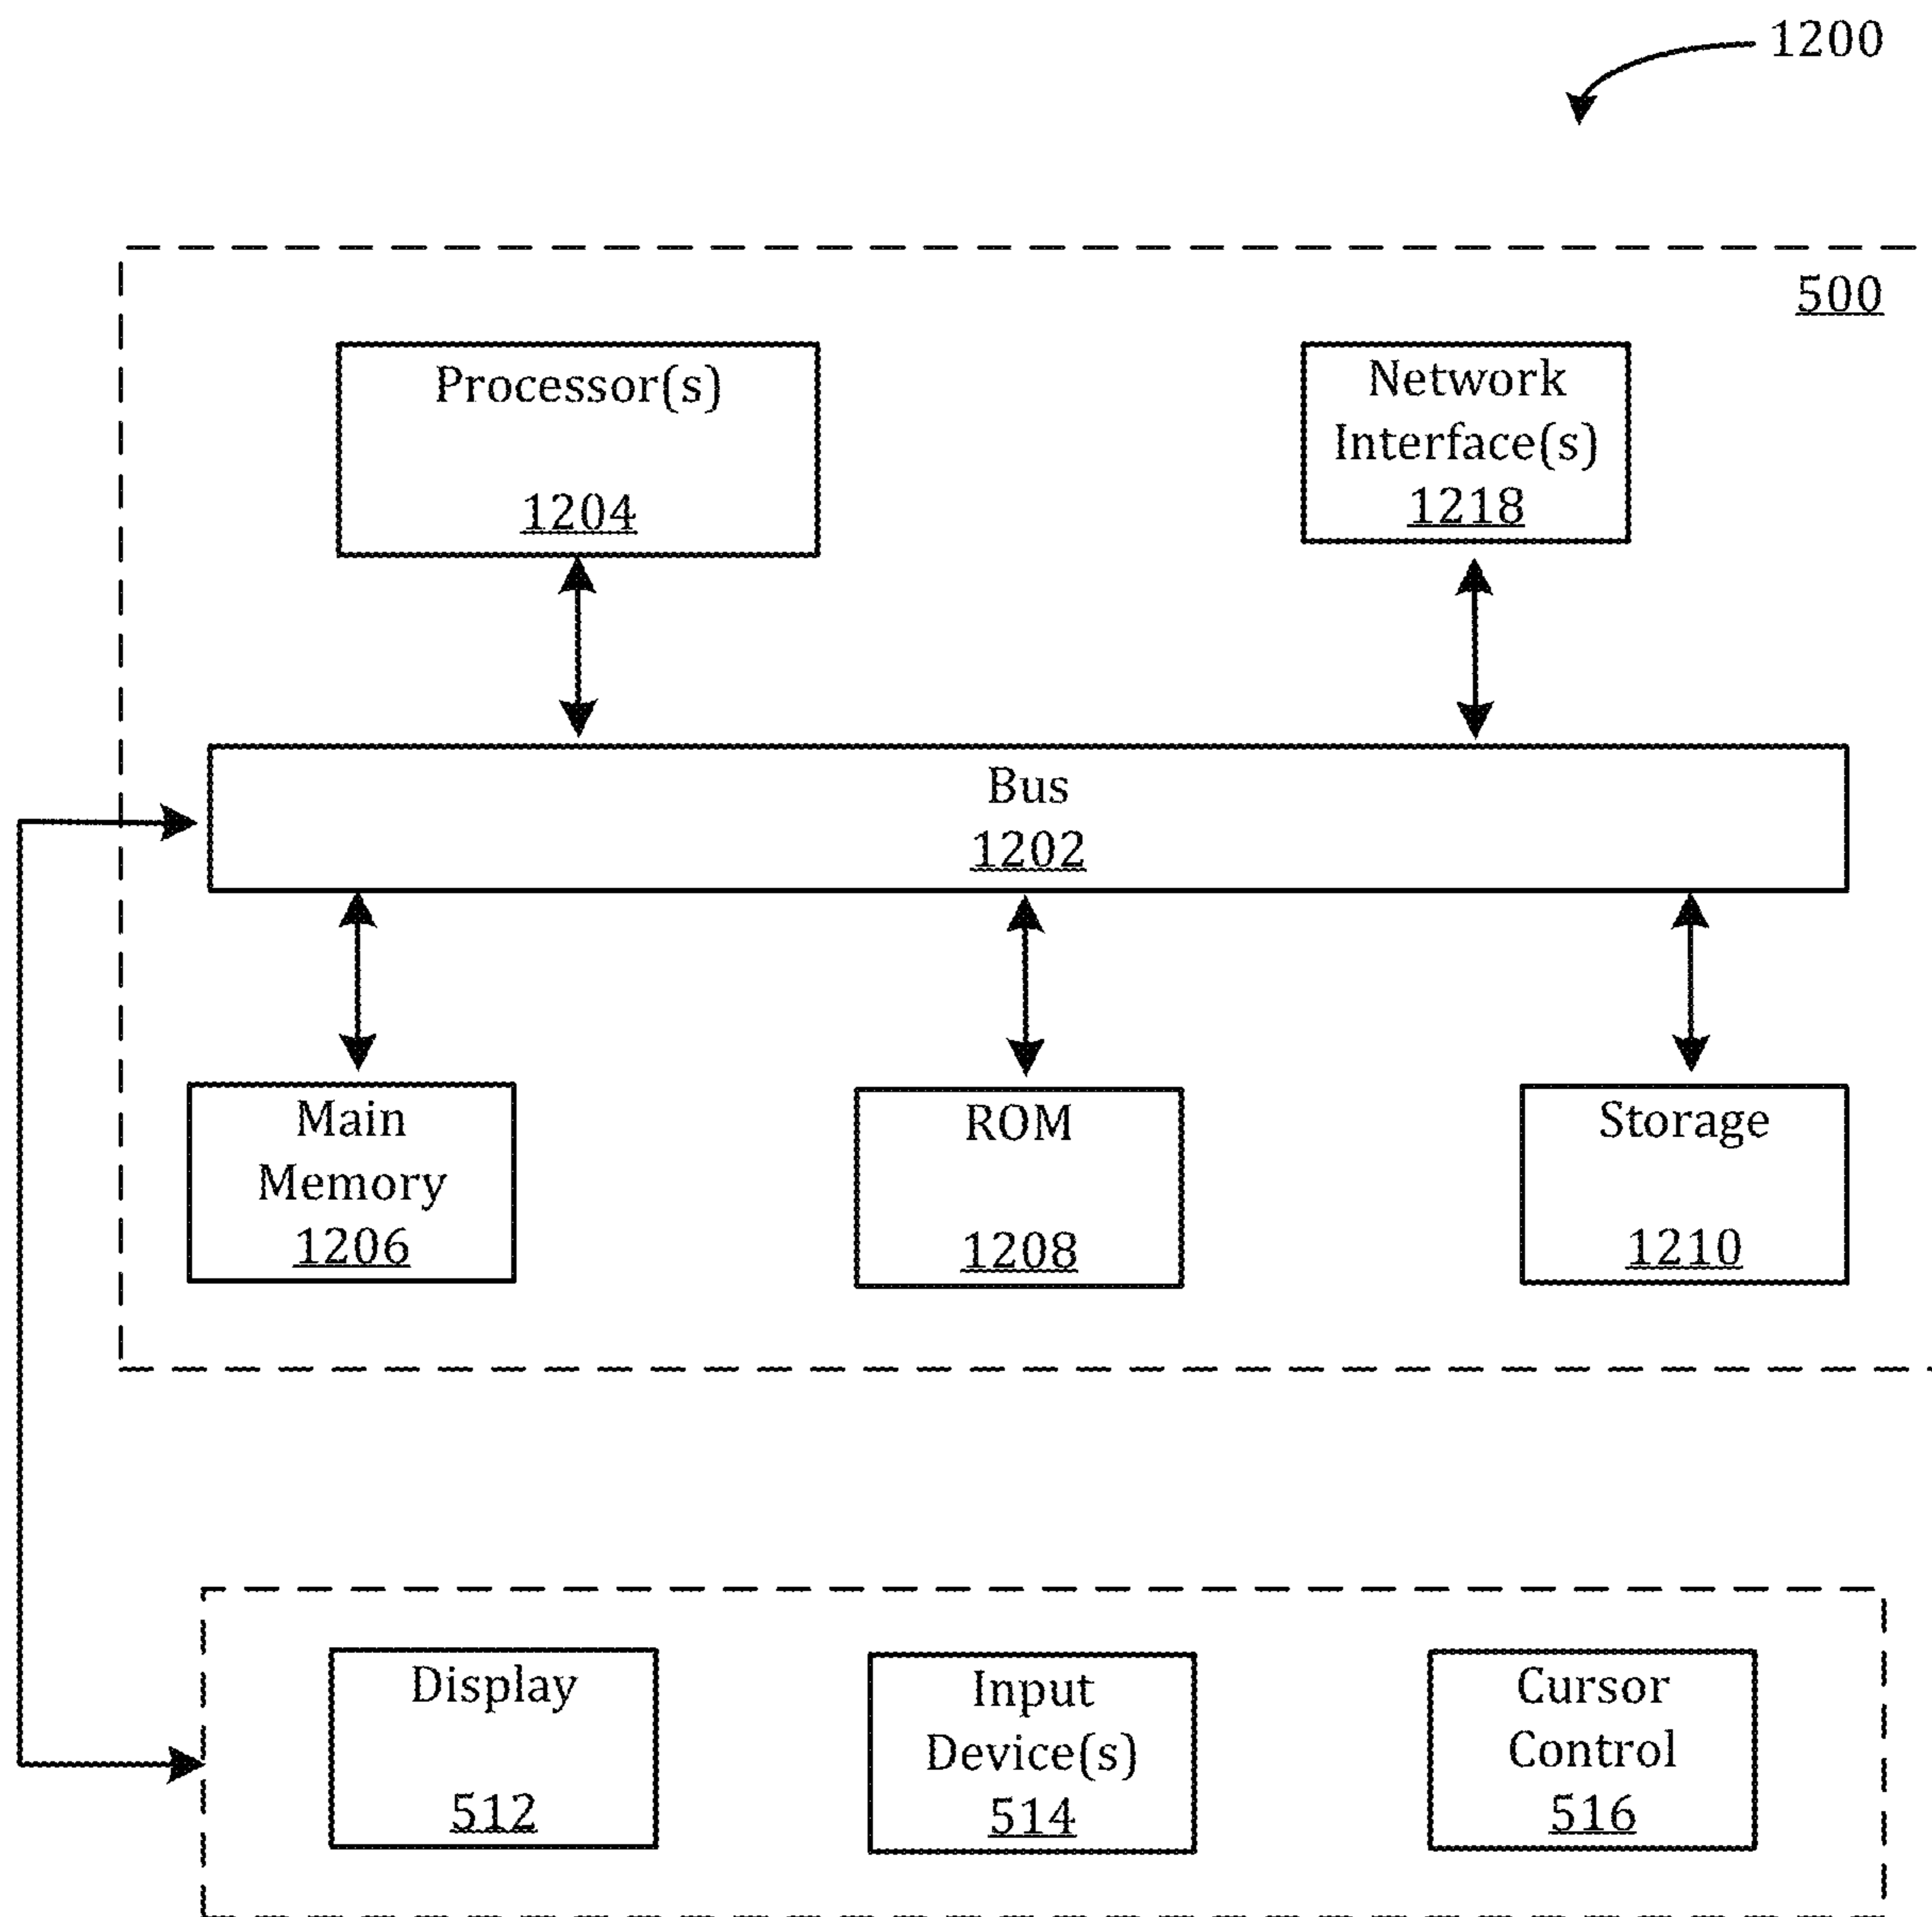 1200
500
Processor(s)
1204
Network
Interface(s)
1218
Bus
1202
Main
Memory
1206
ROM
1208
Storage
1210
Display
512
Input
Device(s)
514
Cursor
Control
516